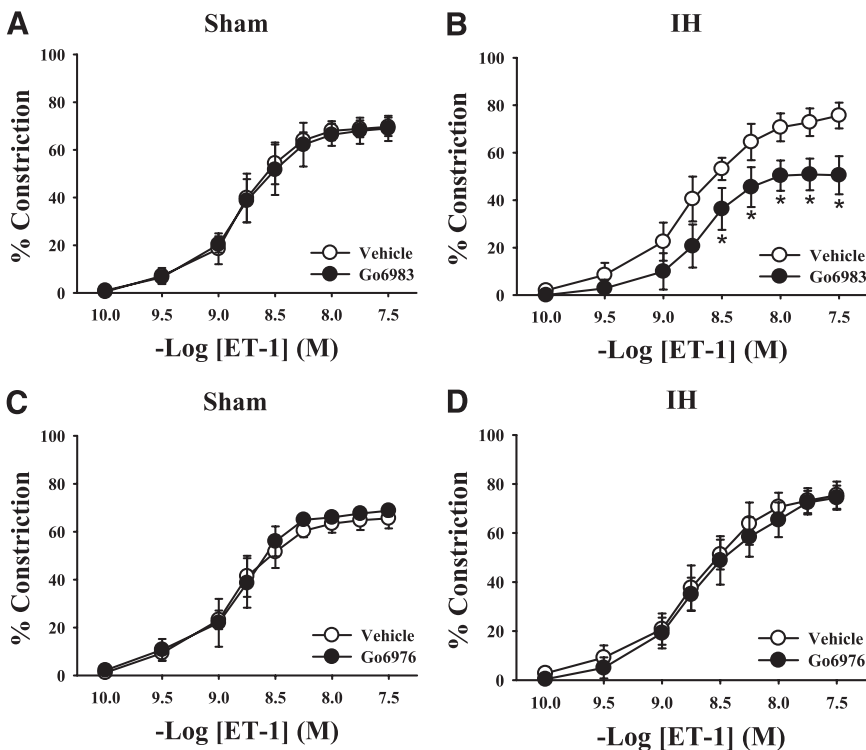 A
Sham
% Constriction
100
80
60
40
20
0
Vehicle
Go6983
10.0 9.5 9.0 8.5 8.0 7.5
-Log [ET-1] (M)
B
IH
% Constriction
100
80
60
40
20
0
* * * * *
Vehicle
Go6983
10.0 9.5 9.0 8.5 8.0 7.5
-Log [ET-1] (M)
C
Sham
% Constriction
100
80
60
40
20
0
Vehicle
Go6976
10.0 9.5 9.0 8.5 8.0 7.5
-Log [ET-1] (M)
D
IH
% Constriction
100
80
60
40
20
0
Vehicle
Go6976
10.0 9.5 9.0 8.5 8.0 7.5
-Log [ET-1] (M)